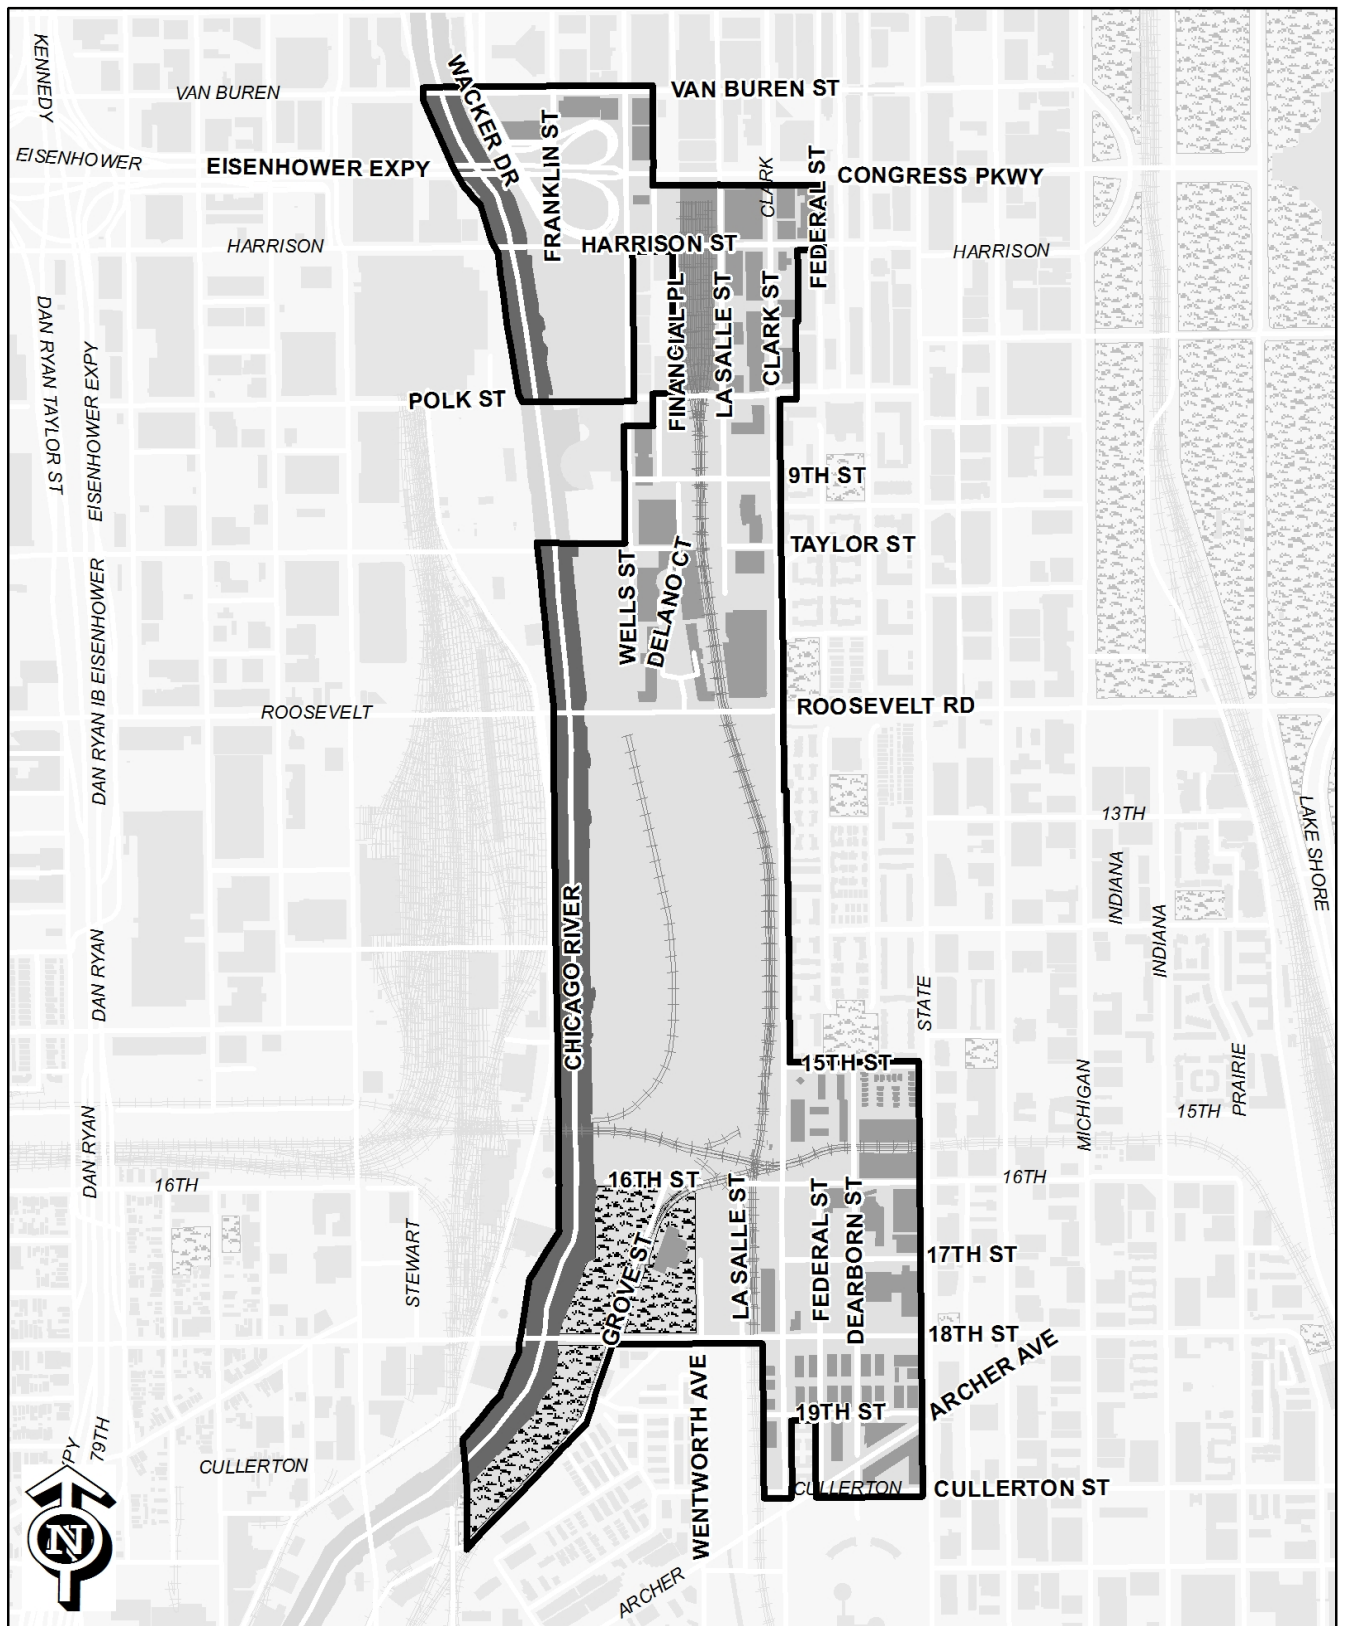 KENNEDY
WACKER DR
VAN BUREN
VAN BUREN ST
FRANKLIN ST
EISENHOWER
EISENHOWER EXPY
CLARK
FEDERAL ST
CONGRESS PKWY
HARRISON
HARRISON ST
HARRISON
DAN RYAN TAYLOR ST
EISENHOWER EXPY
FINANCIAL PL
LA SALLE ST
CLARK ST
POLK ST
9TH ST
TAYLOR ST
WELLS ST
DELANO CT
DAN RYAN IB EISENHOWER
ROOSEVELT
ROOSEVELT RD
LAKE SHORE
13TH
INDIANA
INDIANA
CHICAGO RIVER
DAN RYAN
STATE
15TH ST
MICHIGAN
PRAIRIE
15TH
DAN RYAN
16TH
16TH ST
16TH
LA SALLE ST
FEDERAL ST
DEARBORN ST
STEWART
GROVE ST
17TH ST
18TH ST
ARCHER AVE
WENTWORTH AVE
19TH ST
PY
79TH
CULLERTON
CULLERTON
CULLERTON ST
N
ARCHER